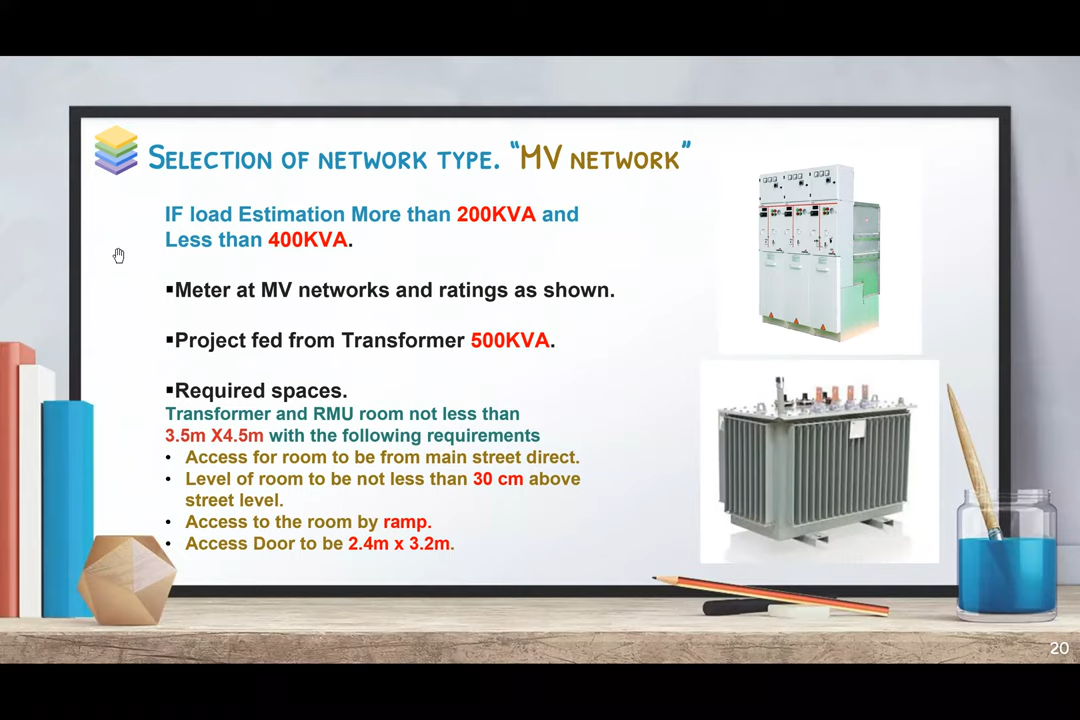 SELECTION OF NETWORK TYPE. "MV NETWORK"
IF load Estimation More than 200KVA and
Less than 400KVA.
▪Meter at MV networks and ratings as shown.
▪Project fed from Transformer 500KVA.
▪Required spaces.
Transformer and RMU room not less than
3.5m X4.5m with the following requirements
• Access for room to be from main street direct.
• Level of room to be not less than 30 cm above
street level.
• Access to the room by ramp.
• Access Door to be 2.4m x 3.2m.
20